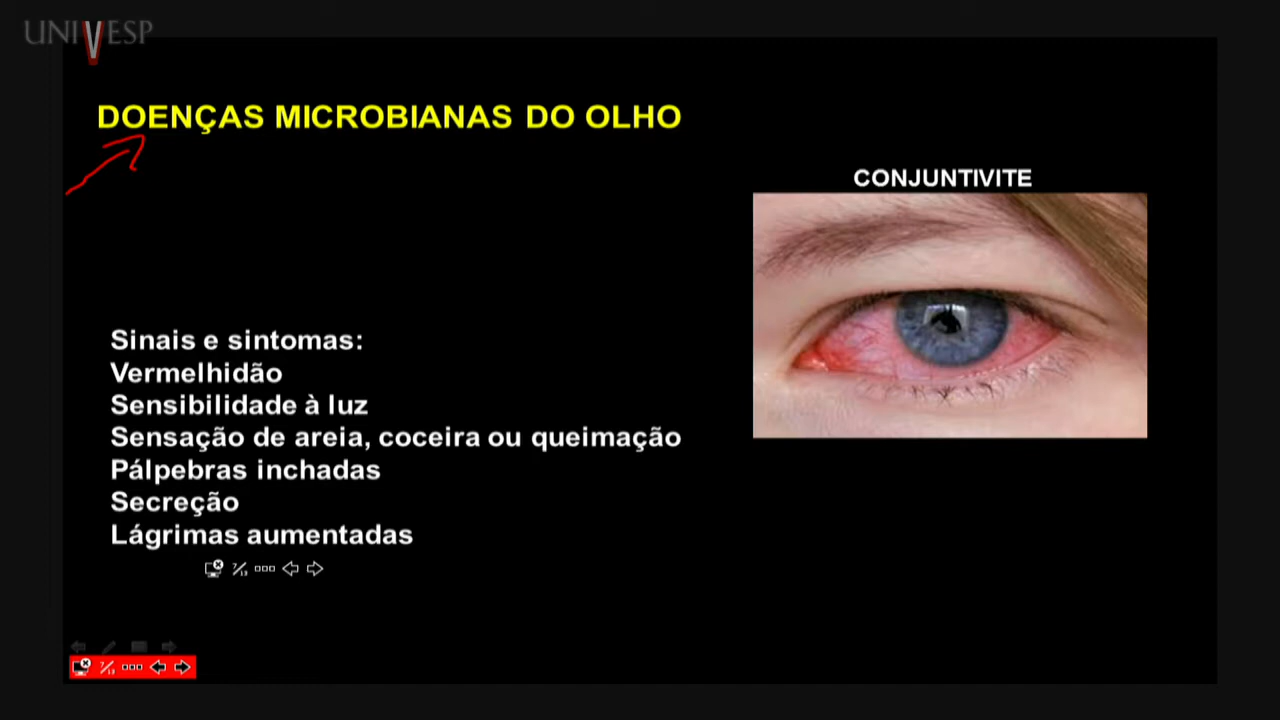 UNIVESP
DOENÇAS MICROBIANAS DO OLHO
CONJUNTIVITE
Sinais e sintomas:
Vermelhidão
Sensibilidade à luz
Sensação de areia, coceira ou queimação
Pálpebras inchadas
Secreção
Lágrimas aumentadas